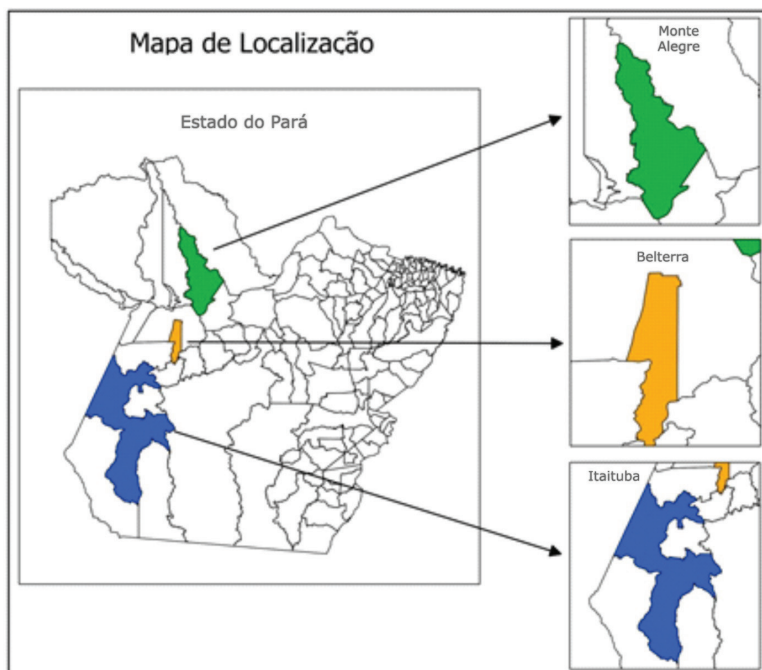 Mapa de Localização
Estado do Pará
Monte
Alegre
Belterra
Itaituba